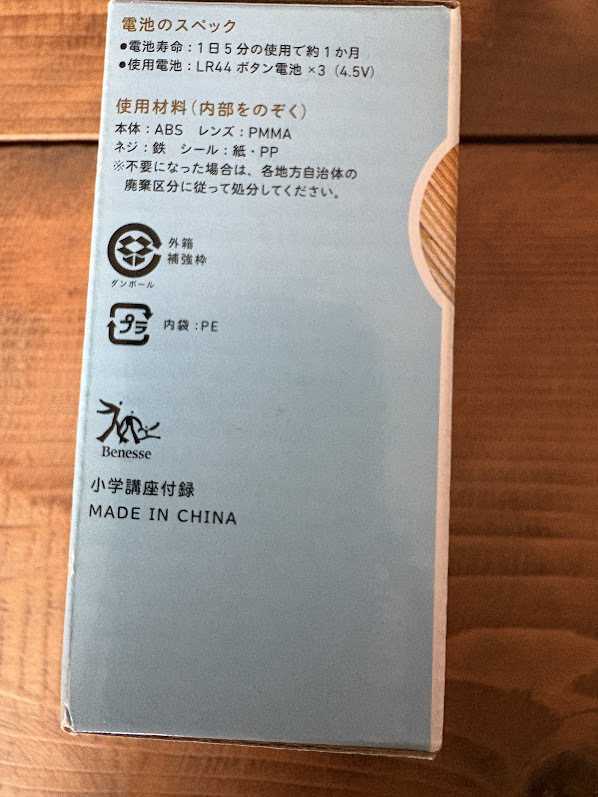 電池のスペック
●電池寿命：1日5分の使用で約1か月
●使用電池：LR44 ボタン電池 ×3（4.5V）
使用材料（内部をのぞく）
本体：ABS　レンズ：PMMA
ネジ：鉄　シール：紙・PP
※不要になった場合は、各地方自治体の
廃棄区分に従って処分してください。
外箱
補強枠
ダンボール
プラ
内袋：PE
Benesse
小学講座付録
MADE IN CHINA